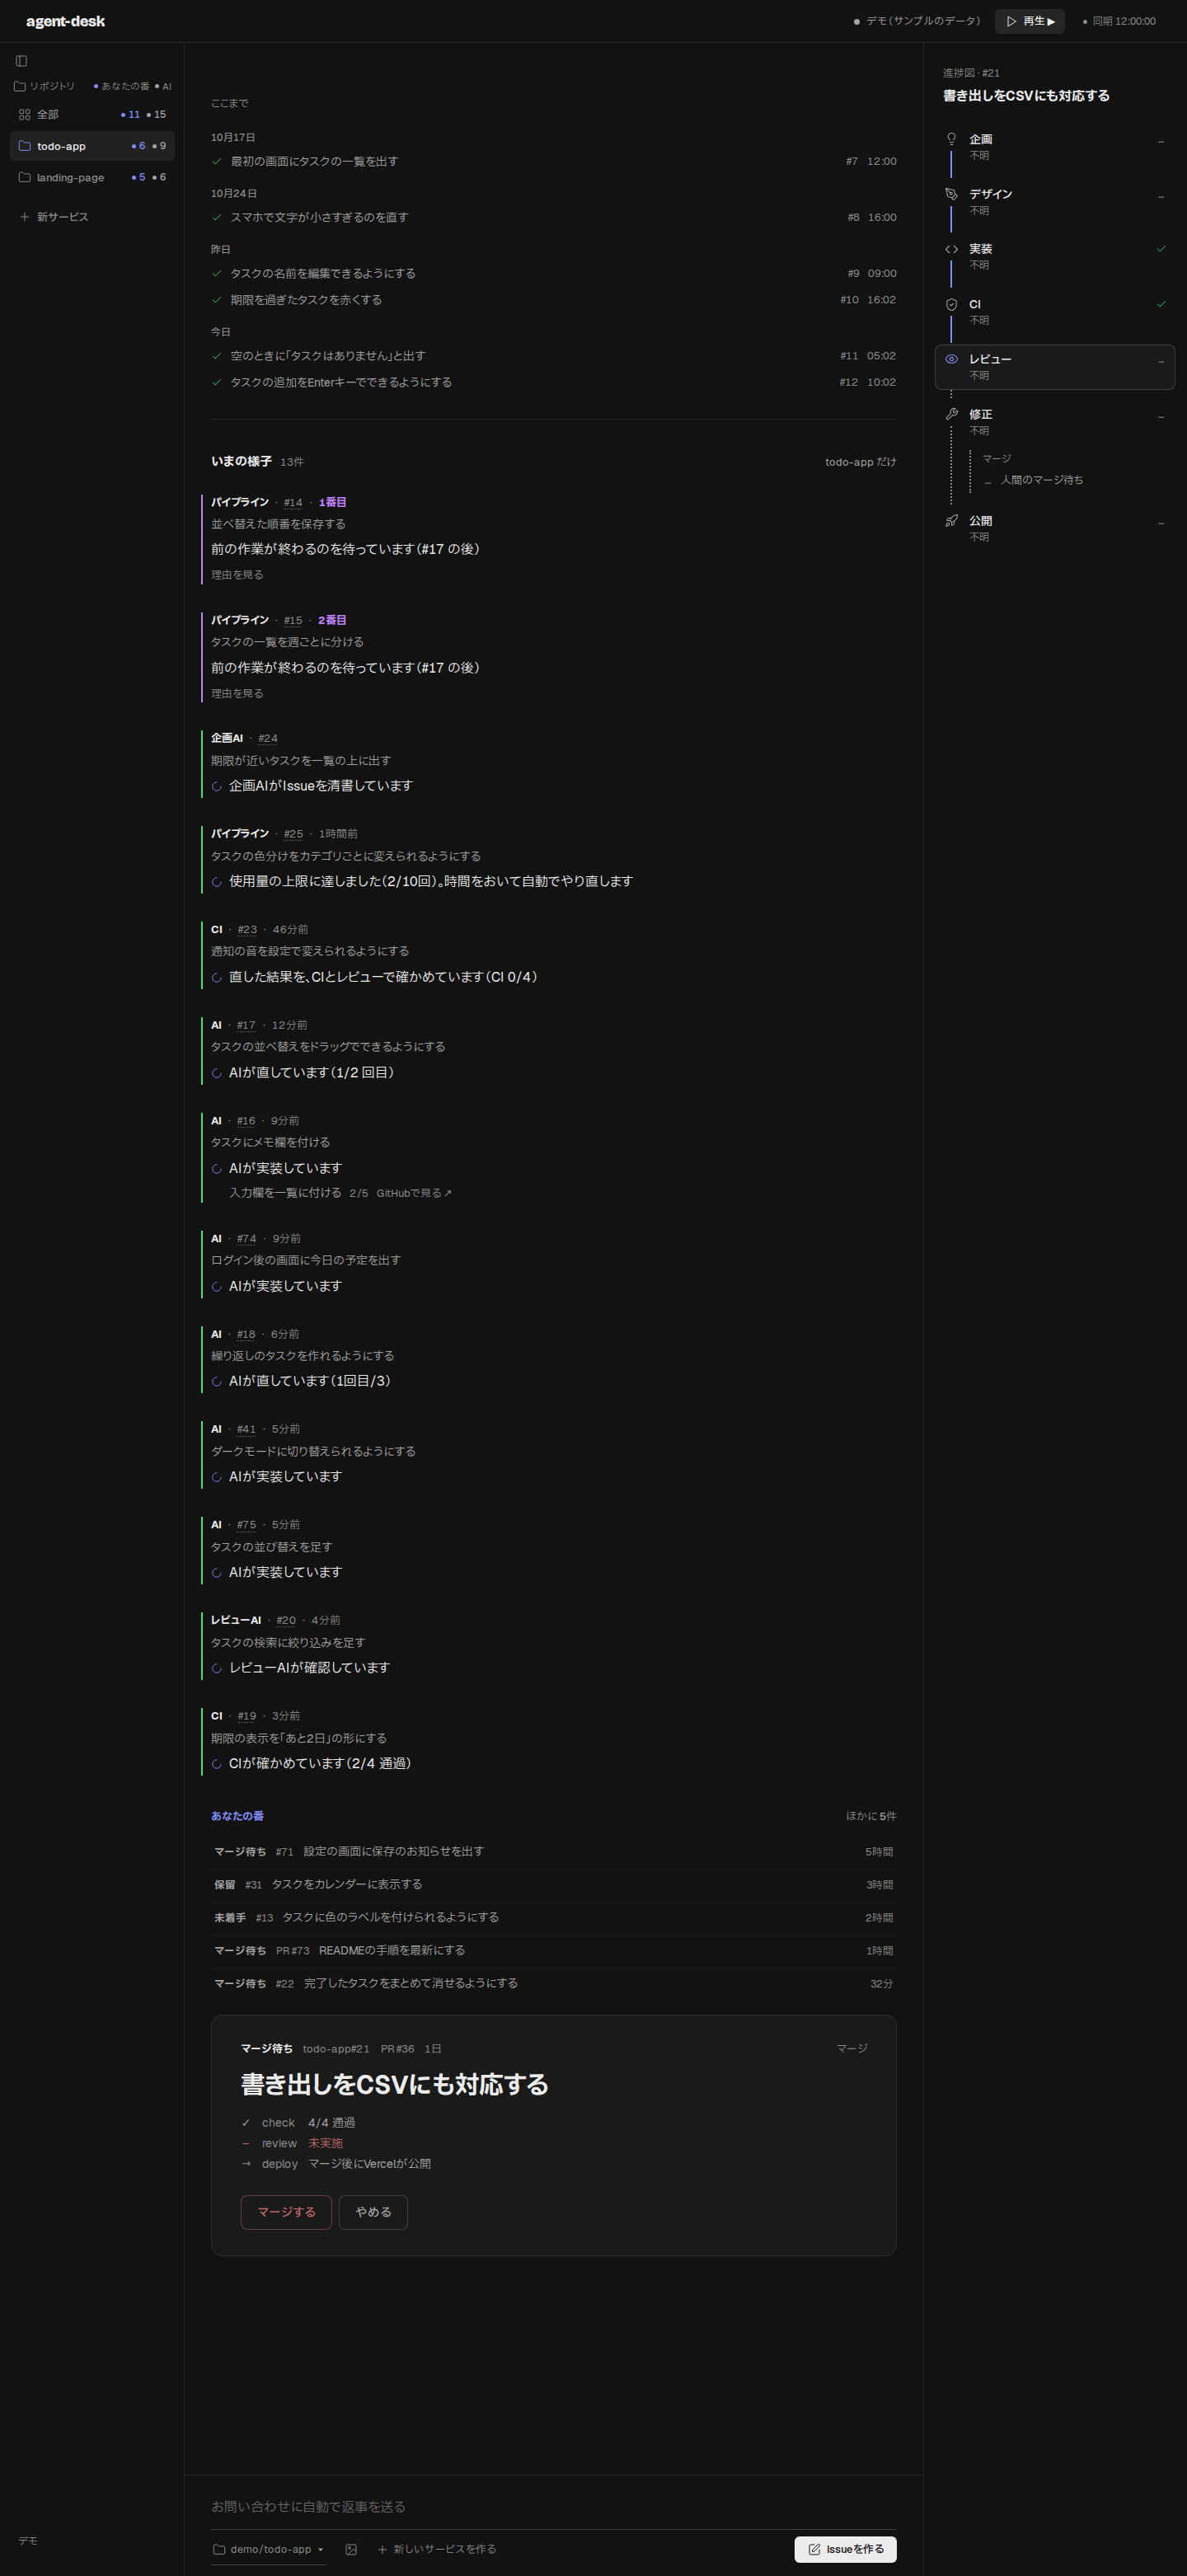 agent-desk
デモ（サンプルのデータ）
再生 ▶
同期 12:00:00
リポジトリ あなたの番 AI
全部 11 15
todo-app 6 9
landing-page 5 6
新サービス
デモ
ここまで
10月17日
最初の画面にタスクの一覧を出す #7 12:00
10月24日
スマホで文字が小さすぎるのを直す #8 16:00
昨日
タスクの名前を編集できるようにする #9 09:00
期限を過ぎたタスクを赤くする #10 16:02
今日
空のときに「タスクはありません」と出す #11 05:02
タスクの追加をEnterキーでできるようにする #12 10:02
いまの様子 13件 todo-app だけ
パイプライン · #14 · 1番目
並べ替えた順番を保存する
前の作業が終わるのを待っています（#17 の後）
理由を見る
パイプライン · #15 · 2番目
タスクの一覧を週ごとに分ける
前の作業が終わるのを待っています（#17 の後）
理由を見る
企画AI · #24
期限が近いタスクを一覧の上に出す
企画AIがIssueを清書しています
パイプライン · #25 · 1時間前
タスクの色分けをカテゴリごとに変えられるようにする
使用量の上限に達しました（2/10回）。時間をおいて自動でやり直します
CI · #23 · 46分前
通知の音を設定で変えられるようにする
直した結果を、CIとレビューで確かめています（CI 0/4）
AI · #17 · 12分前
タスクの並べ替えをドラッグでできるようにする
AIが直しています（1/2 回目）
AI · #16 · 9分前
タスクにメモ欄を付ける
AIが実装しています
入力欄を一覧に付ける 2/5 GitHubで見る ↗
AI · #74 · 9分前
ログイン後の画面に今日の予定を出す
AIが実装しています
AI · #18 · 6分前
繰り返しのタスクを作れるようにする
AIが直しています（1回目/3）
AI · #41 · 5分前
ダークモードに切り替えられるようにする
AIが実装しています
AI · #75 · 5分前
タスクの並び替えを足す
AIが実装しています
レビューAI · #20 · 4分前
タスクの検索に絞り込みを足す
レビューAIが確認しています
CI · #19 · 3分前
期限の表示を「あと2日」の形にする
CIが確かめています（2/4 通過）
あなたの番 ほかに 5件
マージ待ち #71 設定の画面に保存のお知らせを出す 5時間
保留 #31 タスクをカレンダーに表示する 3時間
未着手 #13 タスクに色のラベルを付けられるようにする 2時間
マージ待ち PR #73 READMEの手順を最新にする 1時間
マージ待ち #22 完了したタスクをまとめて消せるようにする 32分
マージ待ち todo-app#21 PR #36 1日 マージ
書き出しをCSVにも対応する
✓ check 4/4 通過
– review 未実施
→ deploy マージ後にVercelが公開
マージする やめる
お問い合わせに自動で返事を送る
demo/todo-app 新しいサービスを作る Issueを作る
進捗図 · #21
書き出しをCSVにも対応する
企画
不明
デザイン
不明
実装
不明
CI
不明
レビュー
不明
修正
不明
マージ
人間のマージ待ち
公開
不明